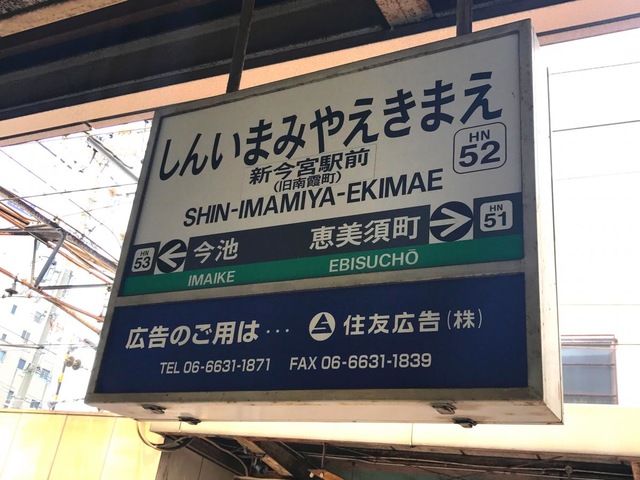 しんいまみやえきまえ
新今宮駅前
(旧南霞町)
HN 52
SHIN-IMAMIYA-EKIMAE
HN 53 今池 恵美須町 HN 51
IMAIKE EBISUCHŌ
広告のご用は… 住友広告(株)
TEL 06-6631-1871 FAX 06-6631-1839